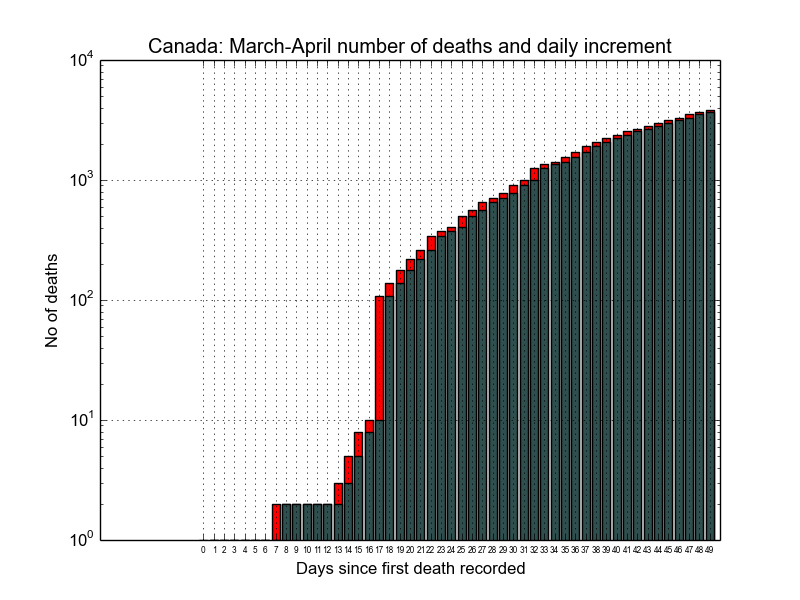 Canada: March-April number of deaths and daily increment
10^4
10^3
10^2
10^1
10^0
No of deaths
0 1 2 3 4 5 6 7 8 9 10 11 12 13 14 15 16 17 18 19 20 21 22 23 24 25 26 27 28 29 30 31 32 33 34 35 36 37 38 39 40 41 42 43 44 45 46 47 48 49
Days since first death recorded